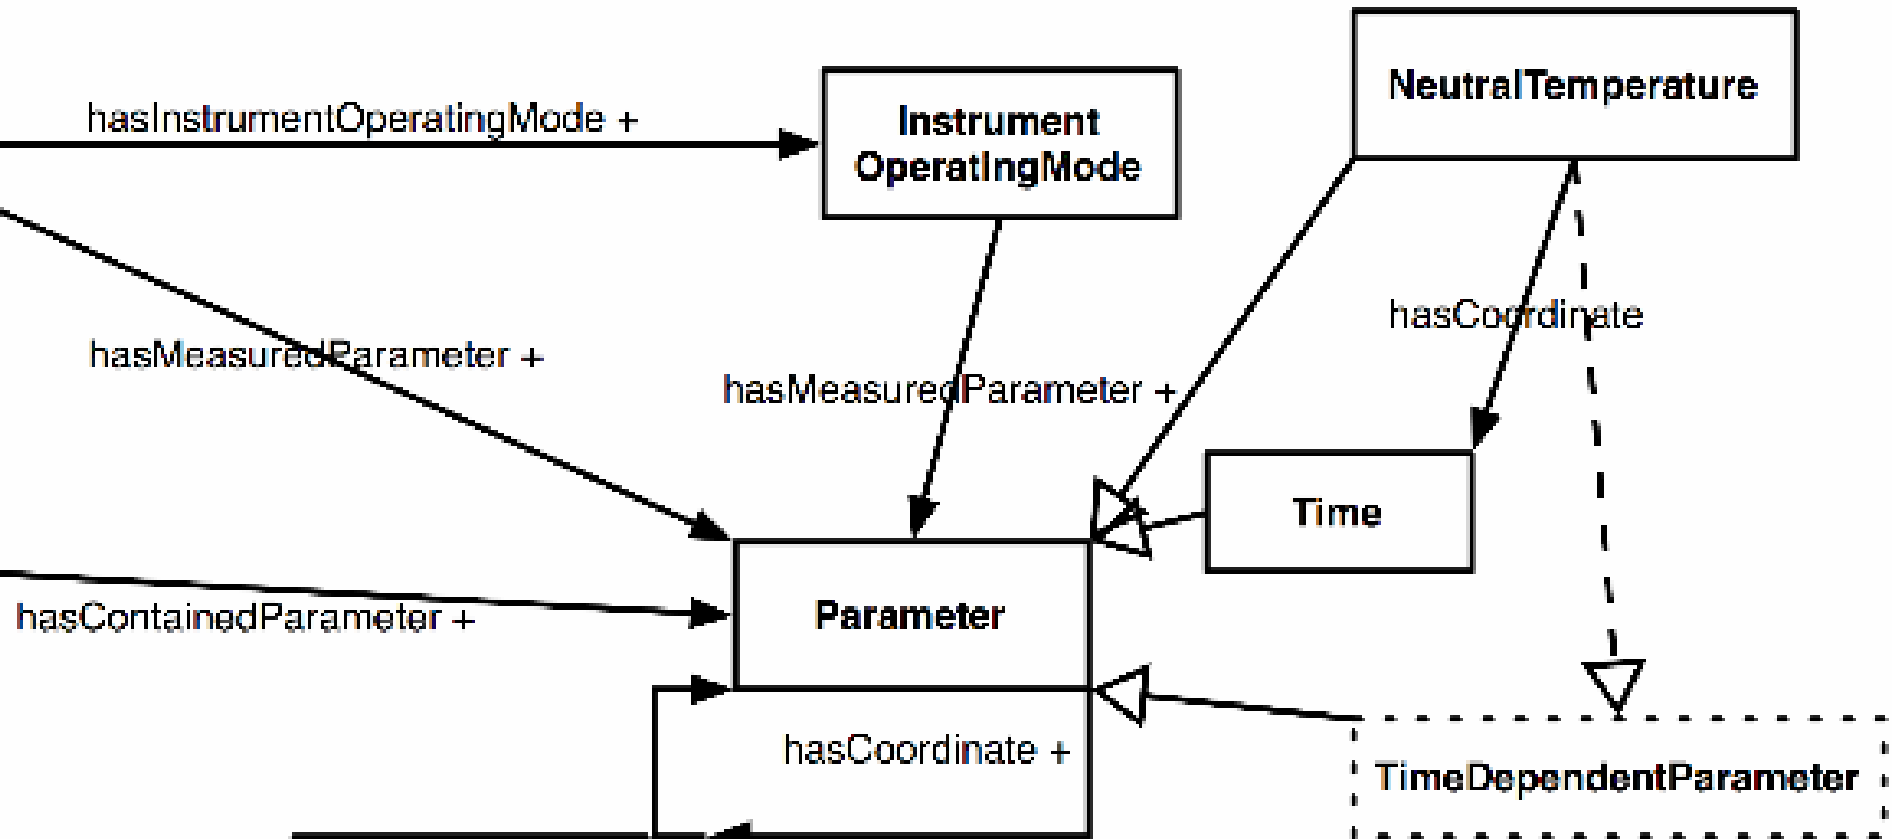 NeutralTemperature
hasInstrumentOperatingMode +
Instrument
OperatingMode
hasCoordinate
hasMeasuredParameter +
hasMeasuredParameter +
Time
hasContainedParameter +
Parameter
hasCoordinate +
TimeDependentParameter